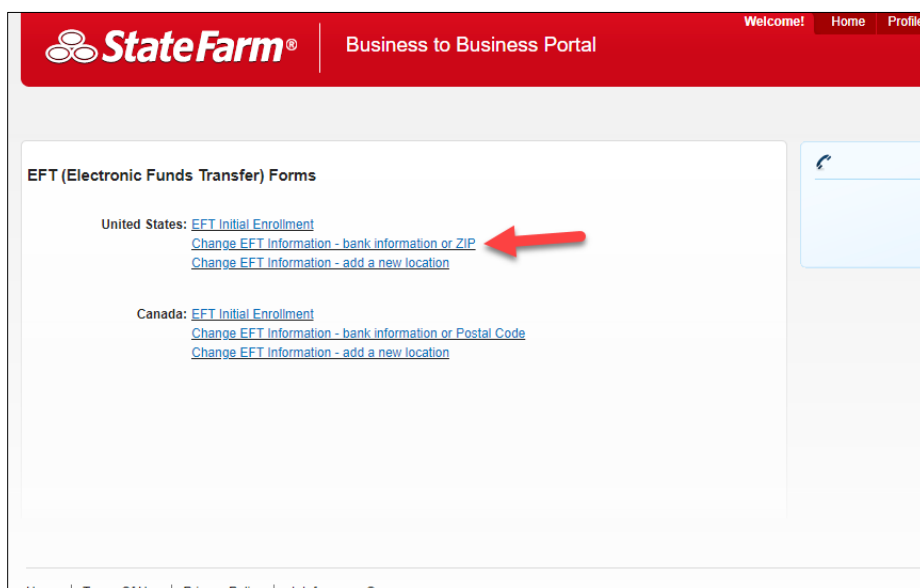 Welcome! Home Profile
StateFarm®
Business to Business Portal
EFT (Electronic Funds Transfer) Forms
United States: EFT Initial Enrollment
Change EFT Information - bank information or ZIP
Change EFT Information - add a new location
Canada: EFT Initial Enrollment
Change EFT Information - bank information or Postal Code
Change EFT Information - add a new location